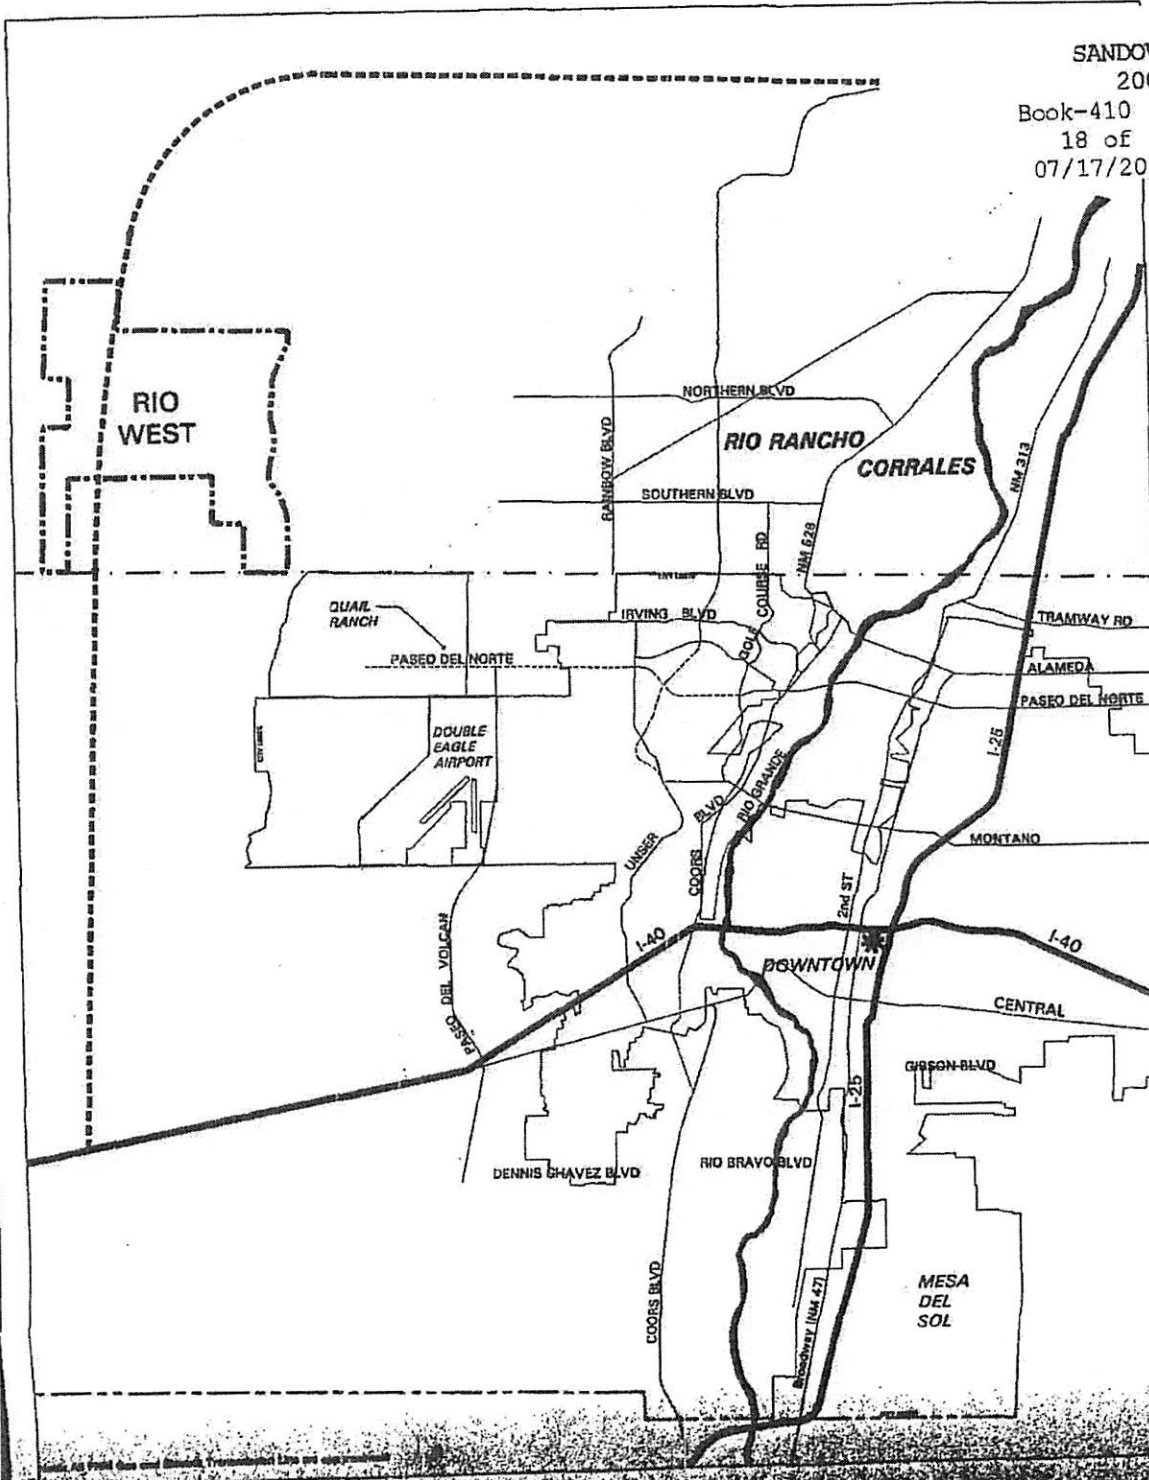 SANDOV
200
Book-410
18 of
07/17/20
RIO
WEST
NORTHERN BLVD
RIO RANCHO
CORRALES
RAINBOW BLVD
SOUTHERN BLVD
NM 313
NM 528
GOLF COURSE RD
QUAIL
RANCH
IRVING BLVD
TRAMWAY RD
PASEO DEL NORTE
ALAMEDA
PASEO DEL NORTE
DOUBLE
EAGLE
AIRPORT
I-25
RIO GRANDE
COORS BLVD
UNSER
MONTANO
2nd ST
PASEO DEL VOLCAN
I-40
I-40
DOWNTOWN
CENTRAL
GIBSON BLVD
I-25
DENNIS CHAVEZ BLVD
RIO BRAVO BLVD
COORS BLVD
Broadway (NM 47)
MESA
DEL
SOL